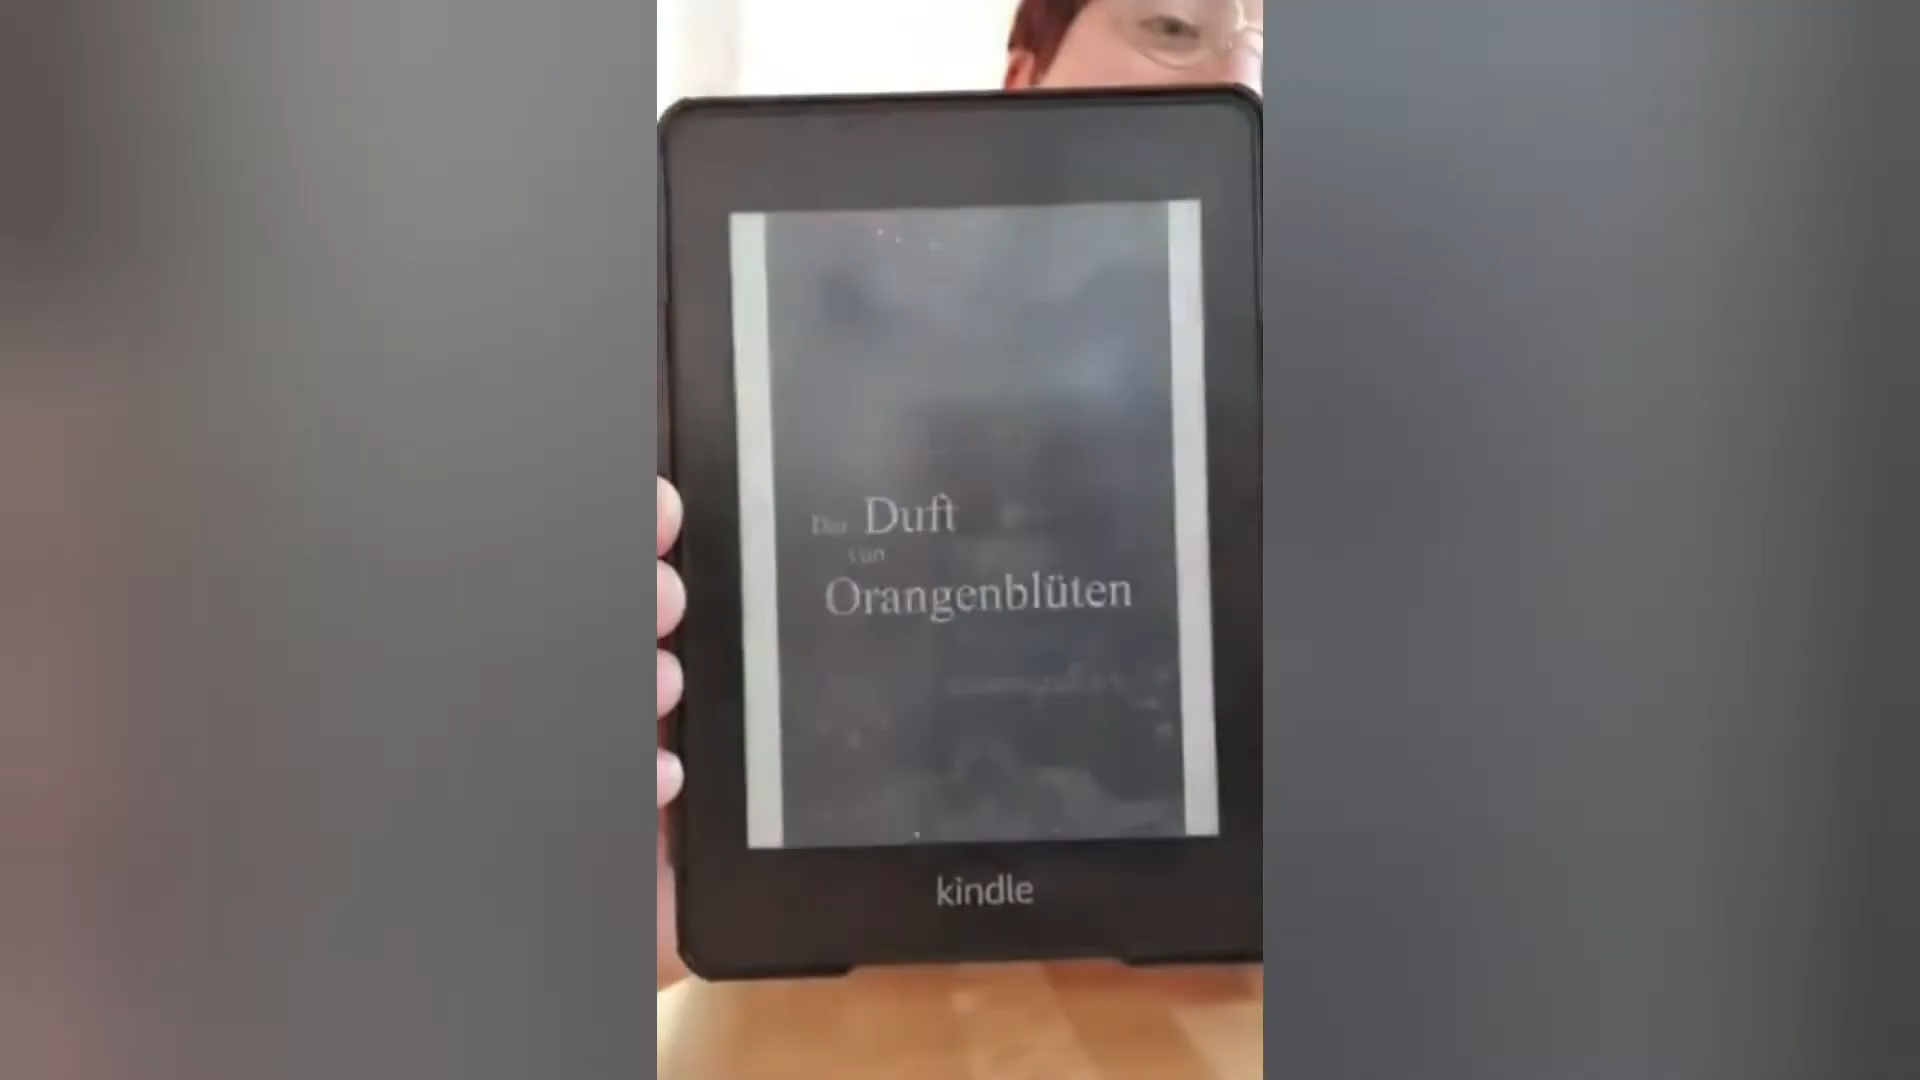 Der Duft
von
Orangenblüten
kindle